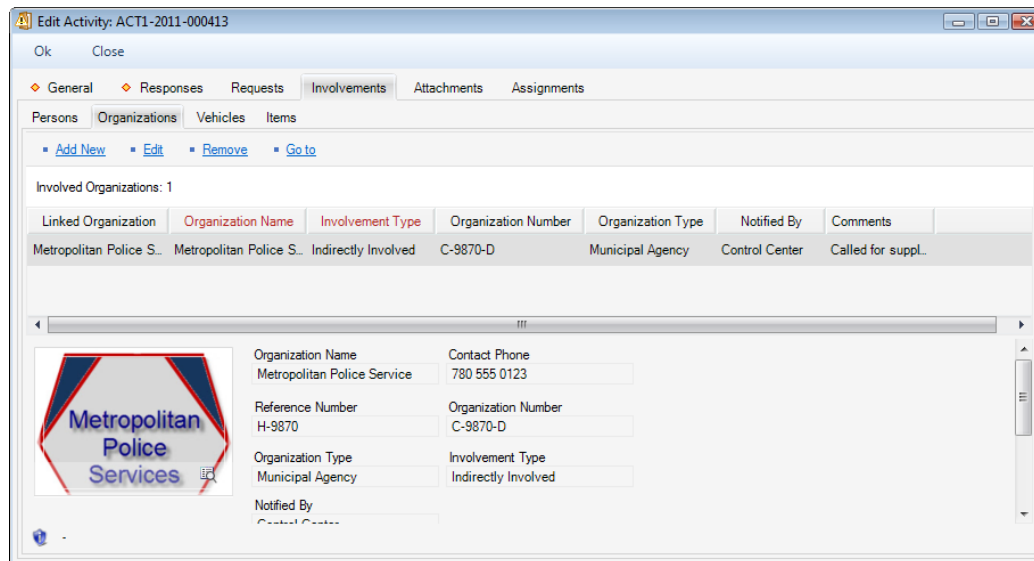 Edit Activity: ACT1-2011-000413
Ok Close
General Responses Requests Involvements Attachments Assignments
Persons Organizations Vehicles Items
Add New Edit Remove Go to
Involved Organizations: 1
Linked Organization Organization Name Involvement Type Organization Number Organization Type Notified By Comments
Metropolitan Police S... Metropolitan Police S... Indirectly Involved C-9870-D Municipal Agency Control Center Called for suppl...
Organization Name Contact Phone
Metropolitan Police Service 780 555 0123
Reference Number Organization Number
H-9870 C-9870-D
Organization Type Involvement Type
Municipal Agency Indirectly Involved
Notified By
Control Center
Metropolitan
Police
Services
-